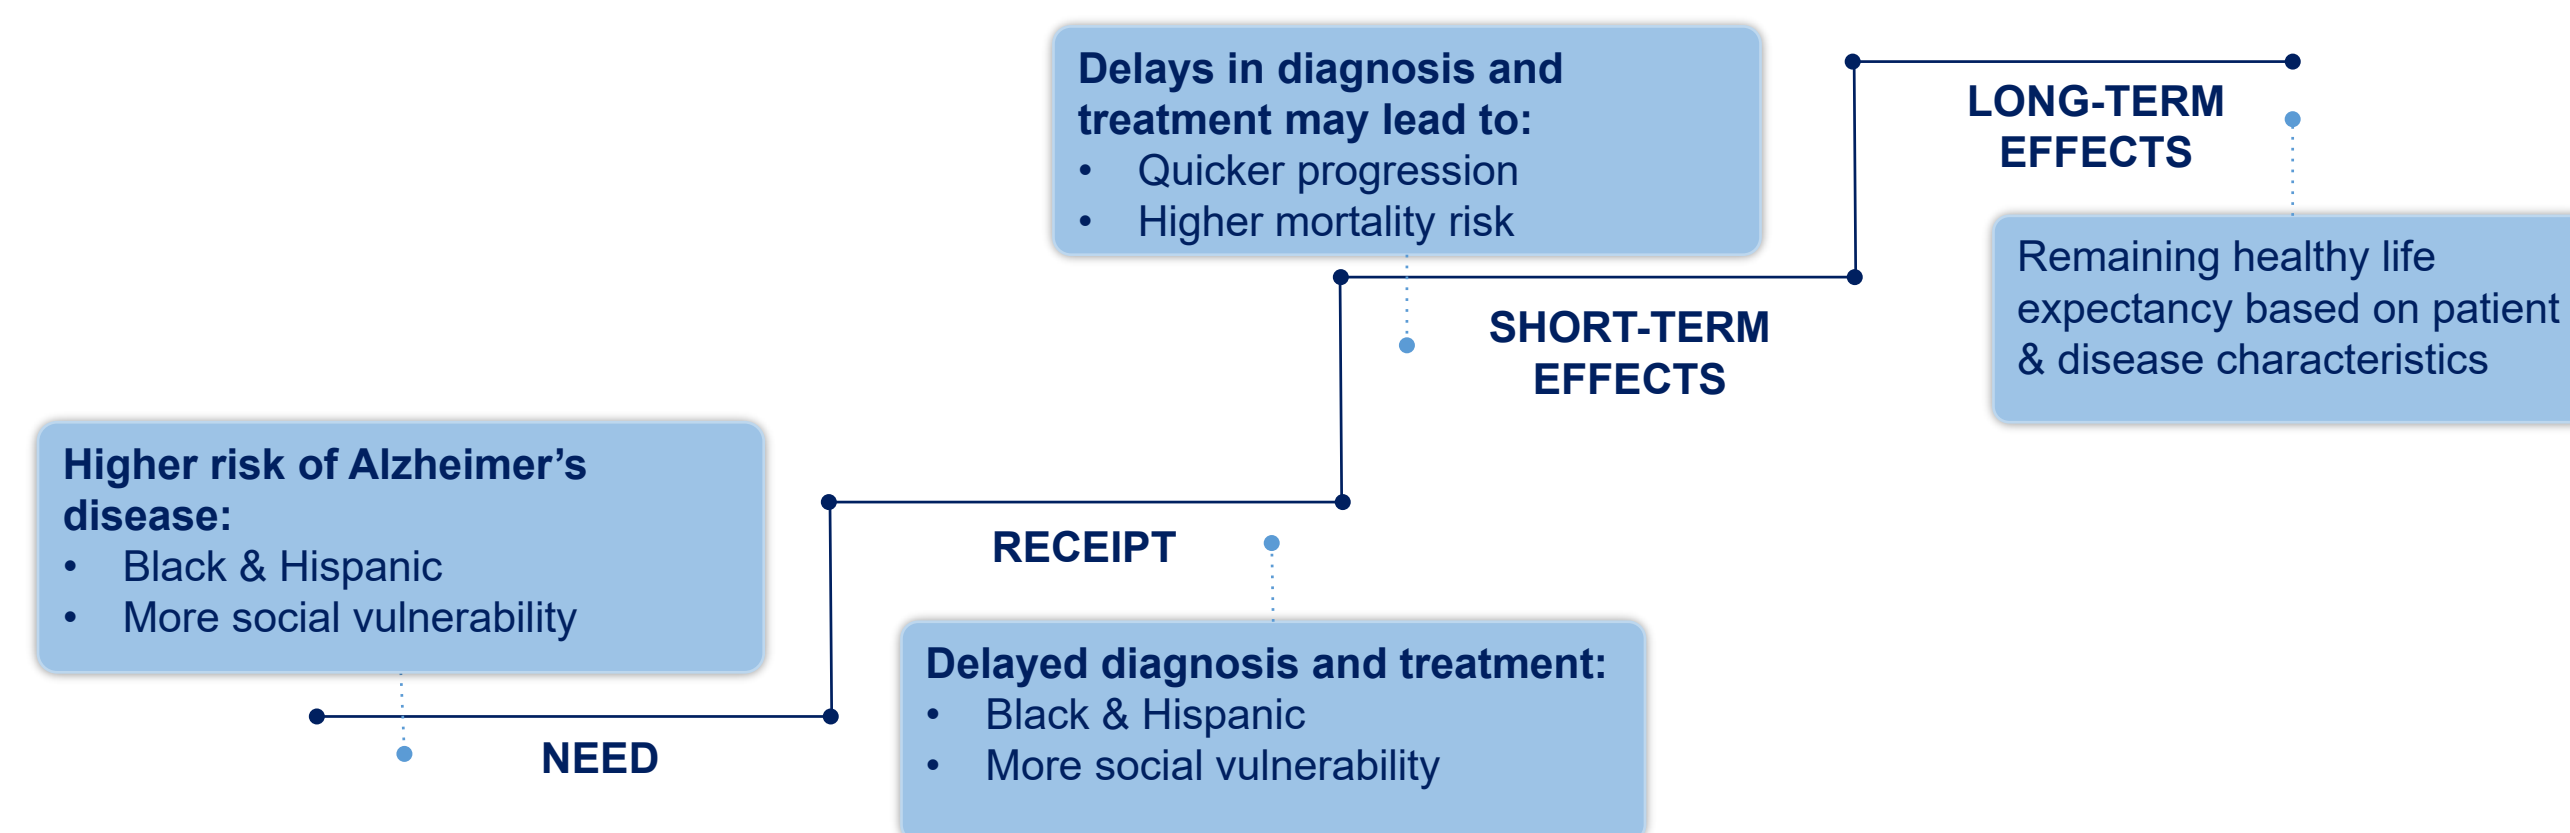 Higher risk of Alzheimer’s
disease:
• Black & Hispanic
• More social vulnerability
NEED
RECEIPT
Delayed diagnosis and treatment:
• Black & Hispanic
• More social vulnerability
Delays in diagnosis and
treatment may lead to:
• Quicker progression
• Higher mortality risk
SHORT-TERM
EFFECTS
LONG-TERM
EFFECTS
Remaining healthy life
expectancy based on patient
& disease characteristics